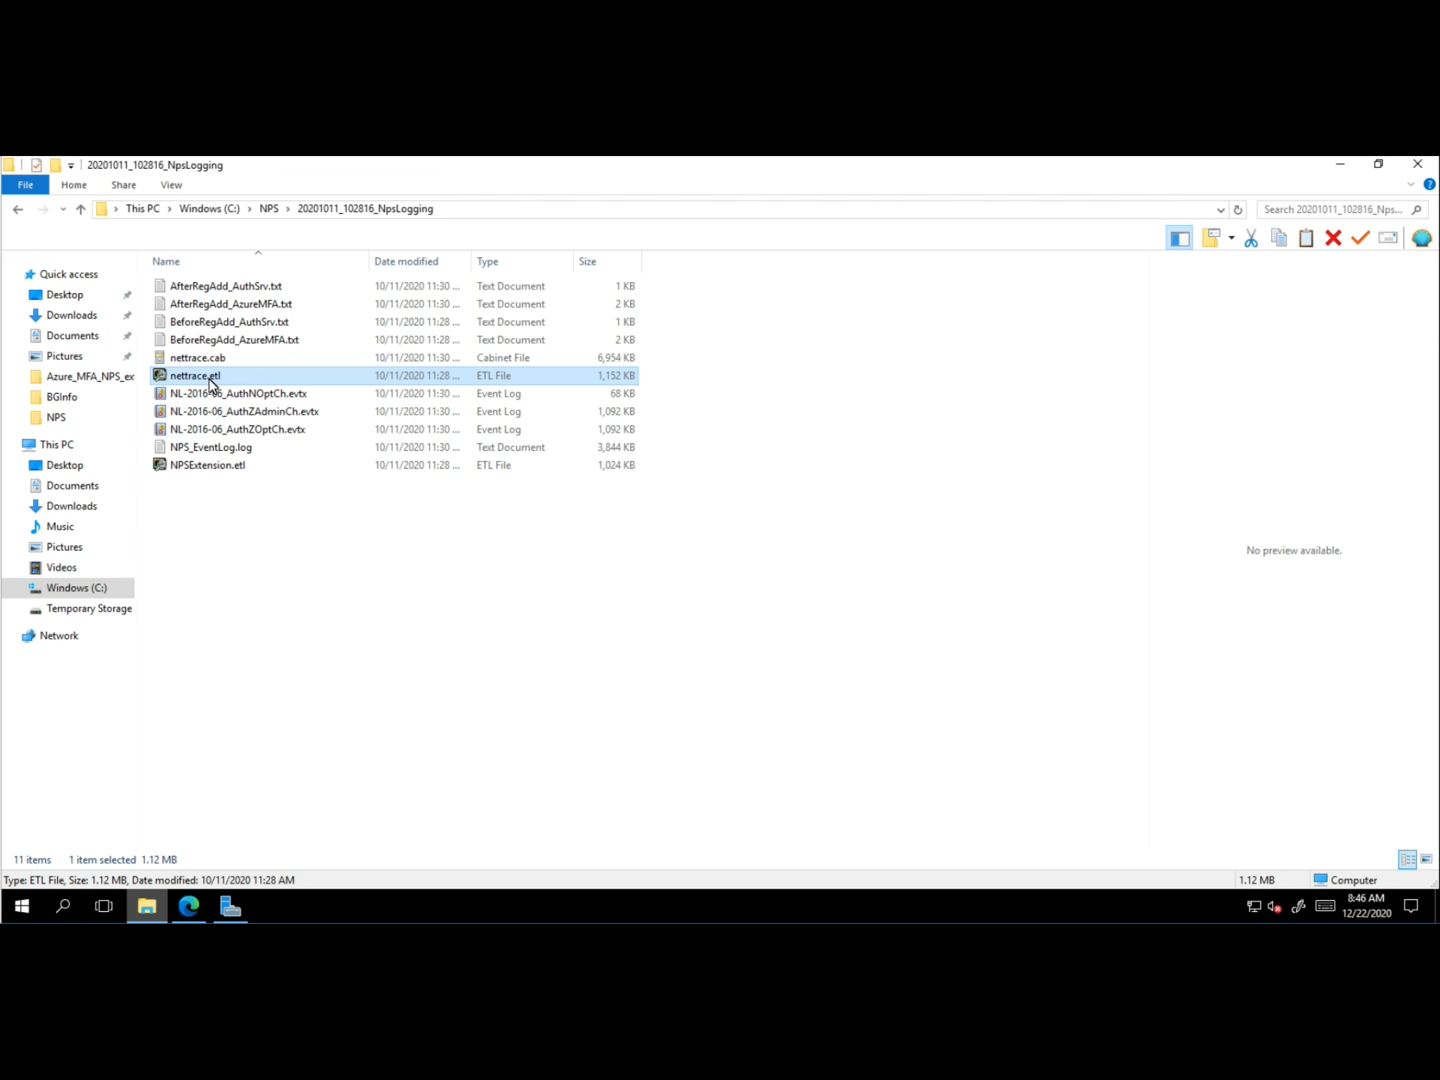 20201011_102816_NpsLogging
File Home Share View
This PC Windows (C:) NPS 20201011_102816_NpsLogging
Search 20201011_102816_Nps...
Name Date modified Type Size
AfterRegAdd_AuthSrv.txt 10/11/2020 11:30 ... Text Document 1 KB
AfterRegAdd_AzureMFA.txt 10/11/2020 11:30 ... Text Document 2 KB
BeforeRegAdd_AuthSrv.txt 10/11/2020 11:28 ... Text Document 1 KB
BeforeRegAdd_AzureMFA.txt 10/11/2020 11:28 ... Text Document 2 KB
nettrace.cab 10/11/2020 11:30 ... Cabinet File 6,954 KB
nettrace.etl 10/11/2020 11:28 ... ETL File 1,152 KB
NL-2016-06_AuthNOptCh.evtx 10/11/2020 11:30 ... Event Log 68 KB
NL-2016-06_AuthZAdminCh.evtx 10/11/2020 11:30 ... Event Log 1,092 KB
NL-2016-06_AuthZOptCh.evtx 10/11/2020 11:30 ... Event Log 1,092 KB
NPS_EventLog.log 10/11/2020 11:30 ... Text Document 3,844 KB
NPSExtension.etl 10/11/2020 11:28 ... ETL File 1,024 KB
Quick access
Desktop
Downloads
Documents
Pictures
Azure_MFA_NPS_ex
BGInfo
NPS
This PC
Desktop
Documents
Downloads
Music
Pictures
Videos
Windows (C:)
Temporary Storage
Network
No preview available.
11 items 1 item selected 1.12 MB
Type: ETL File, Size: 1.12 MB, Date modified: 10/11/2020 11:28 AM
1.12 MB Computer
8:46 AM
12/22/2020